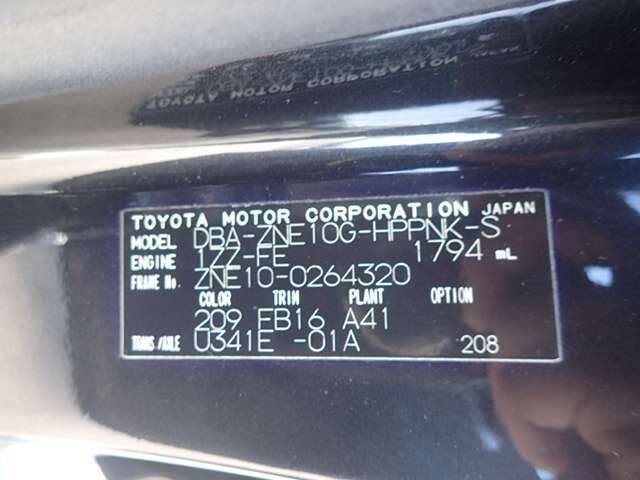 TOYOTA MOTOR CORPORATION JAPAN
MODEL DBA-ZNE10G-HPPNK-S
ENGINE 1ZZ-FE 1794 mL
FRAME No. ZNE10-0264320
COLOR TRIM PLANT OPTION
209 EB16 A41
TRANS/AXLE U341E -01A 208